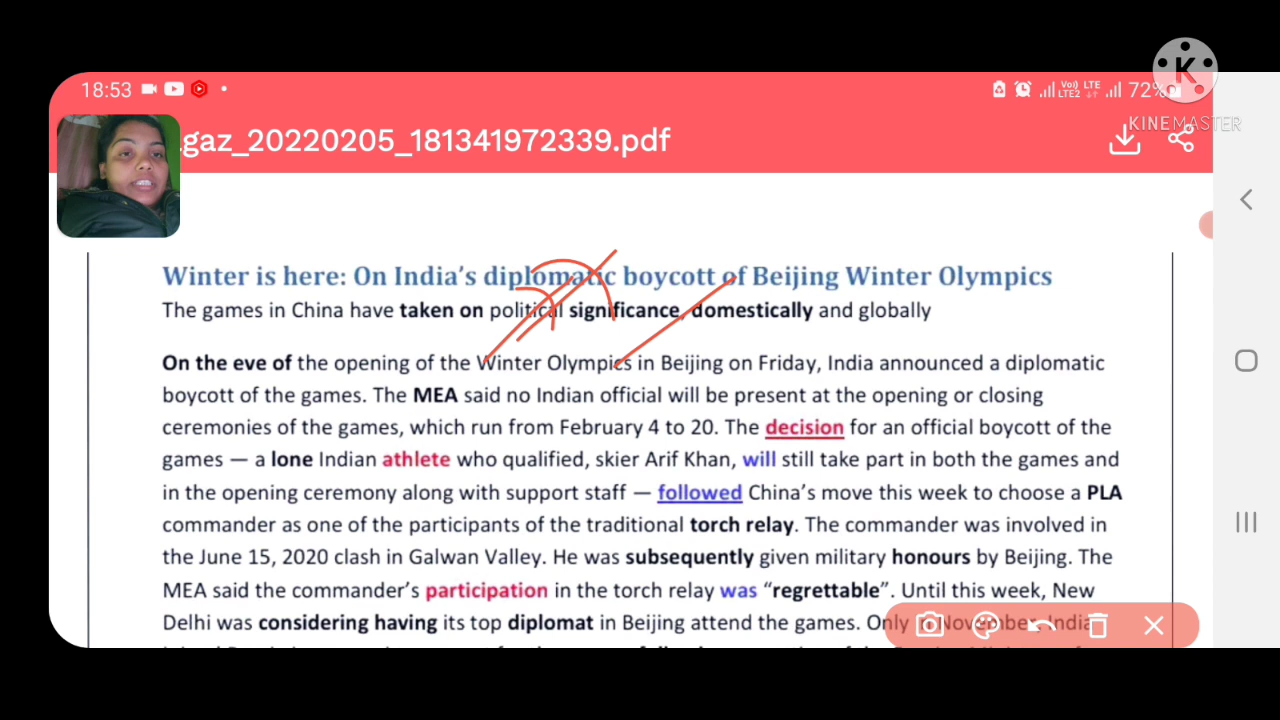 18:53
Vo) LTE
LTE2 72%
K
KINEMASTER
gaz_20220205_181341972339.pdf
Winter is here: On India's diplomatic boycott of Beijing Winter Olympics
The games in China have taken on political significance, domestically and globally
On the eve of the opening of the Winter Olympics in Beijing on Friday, India announced a diplomatic
boycott of the games. The MEA said no Indian official will be present at the opening or closing
ceremonies of the games, which run from February 4 to 20. The decision for an official boycott of the
games — a lone Indian athlete who qualified, skier Arif Khan, will still take part in both the games and
in the opening ceremony along with support staff — followed China's move this week to choose a PLA
commander as one of the participants of the traditional torch relay. The commander was involved in
the June 15, 2020 clash in Galwan Valley. He was subsequently given military honours by Beijing. The
MEA said the commander's participation in the torch relay was “regrettable”. Until this week, New
Delhi was considering having its top diplomat in Beijing attend the games. Only in November, India